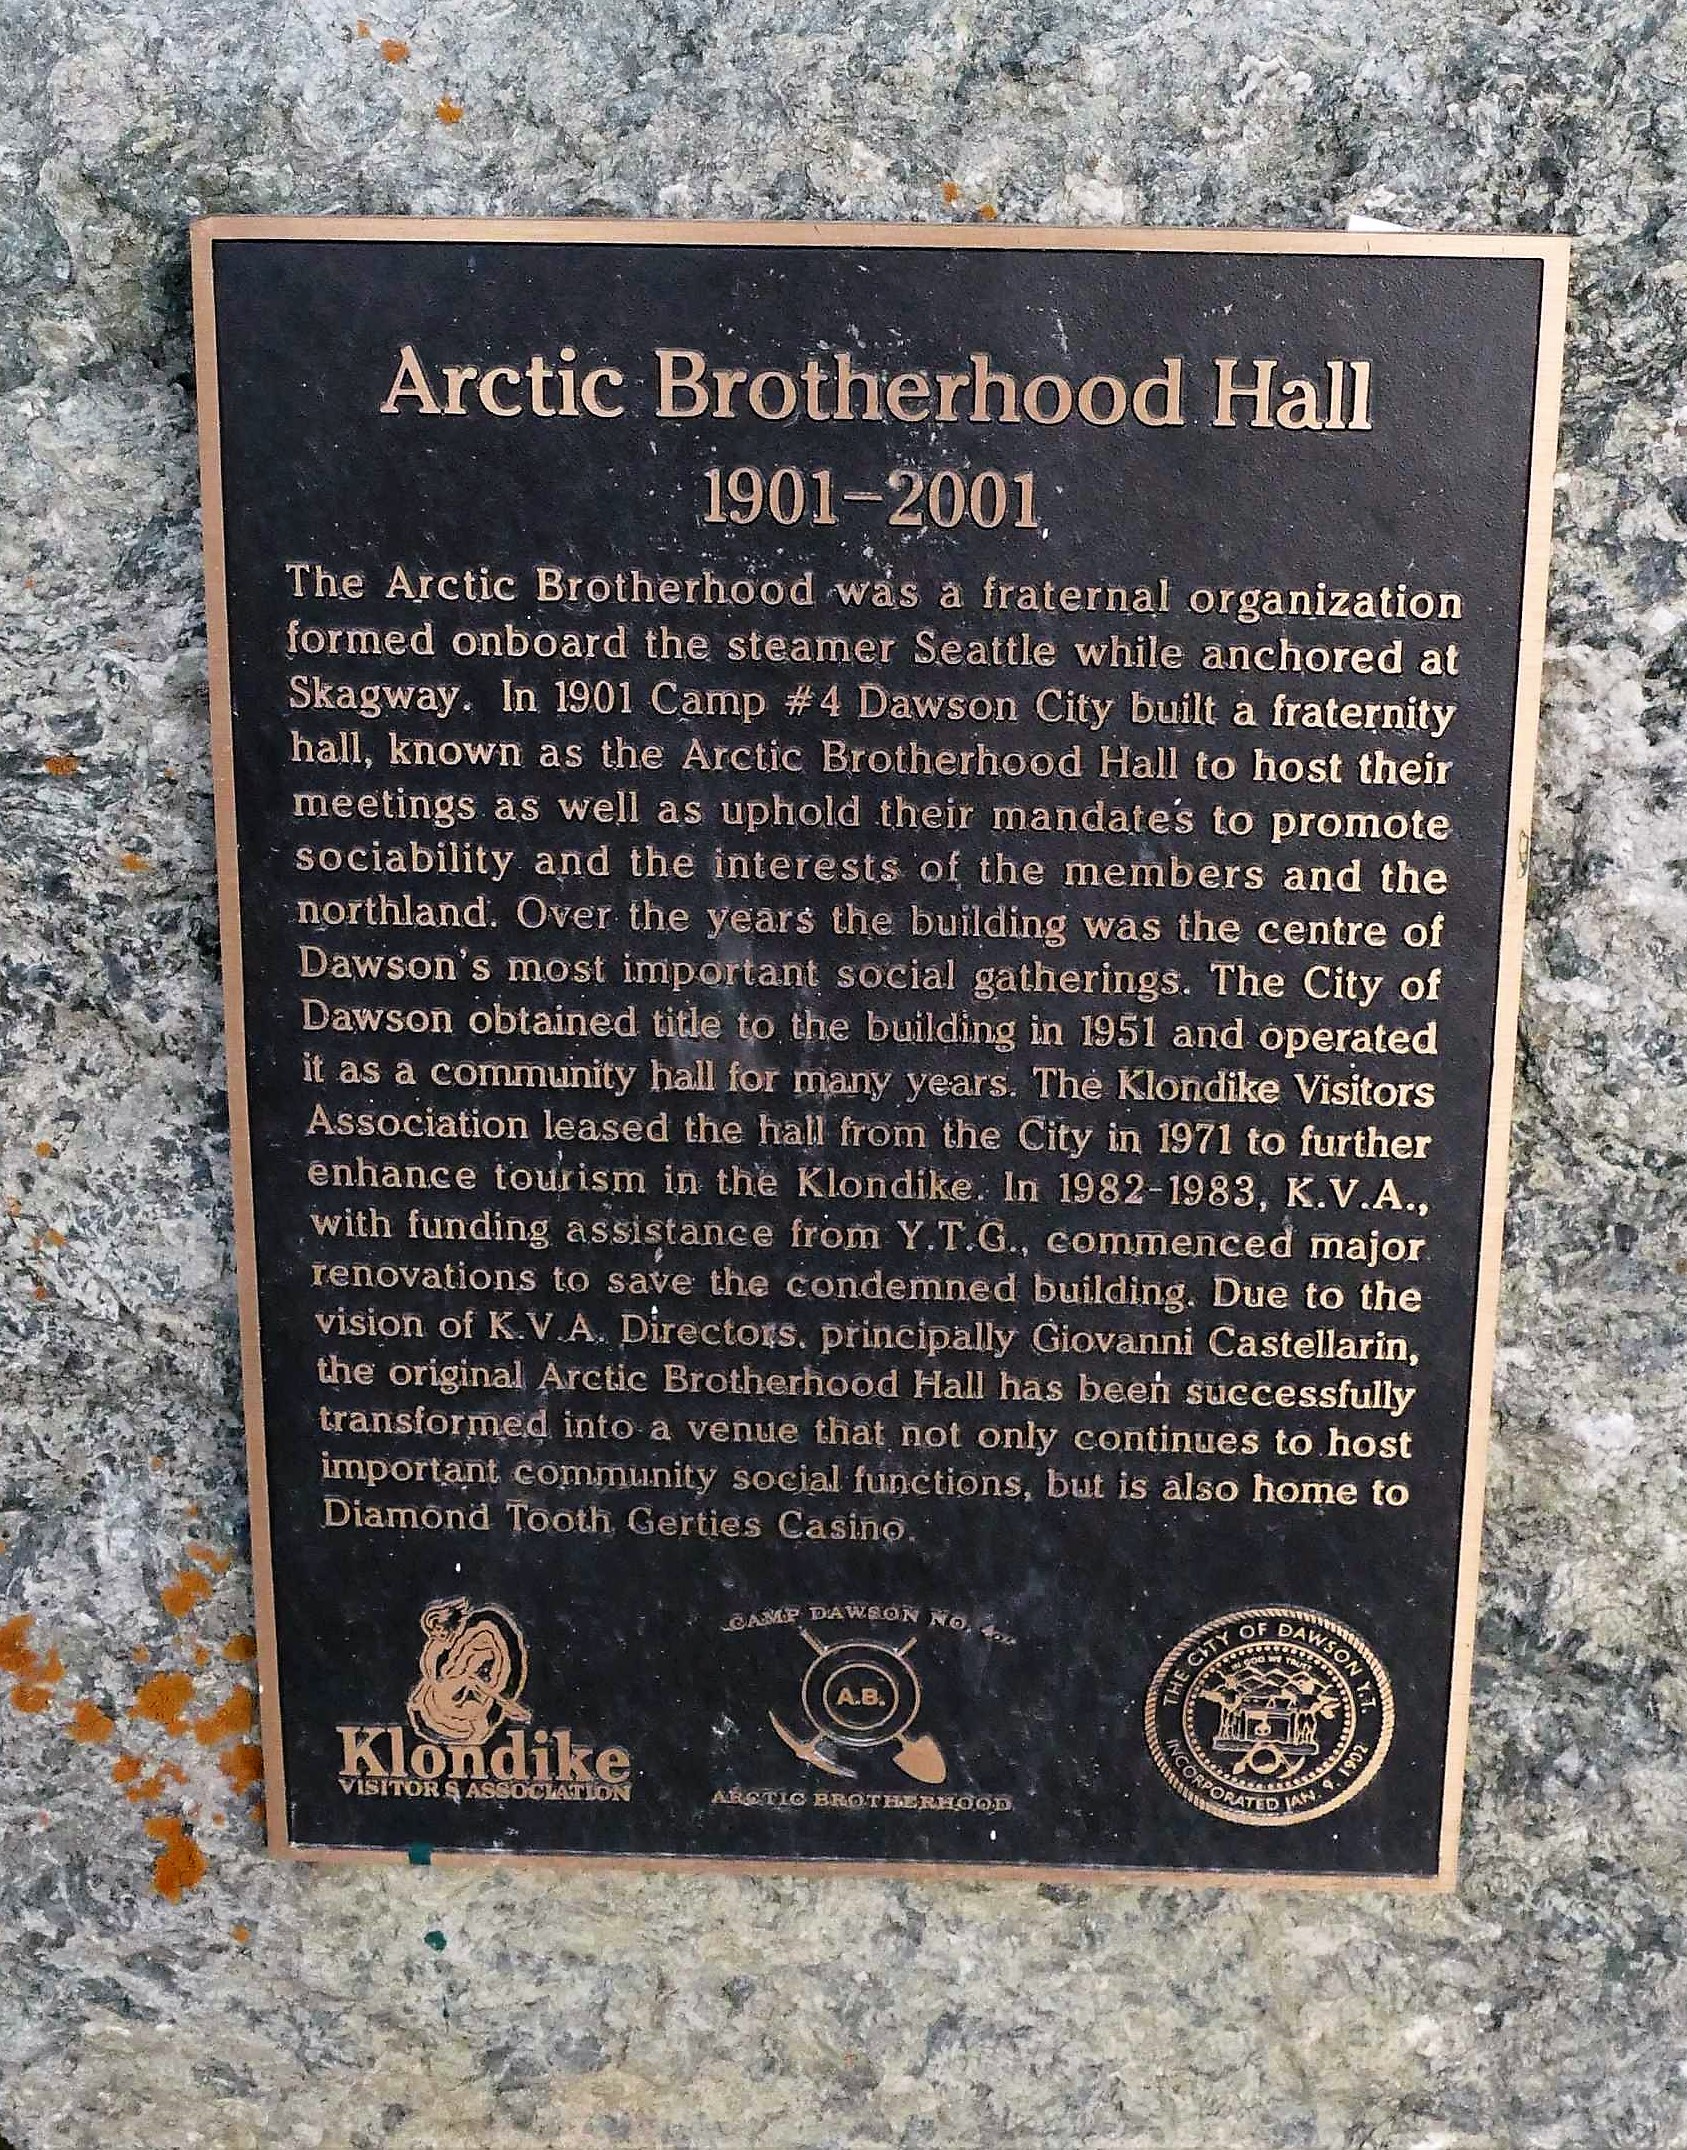 Arctic Brotherhood Hall
1901-2001
The Arctic Brotherhood was a fraternal organization
formed onboard the steamer Seattle while anchored at
Skagway. In 1901 Camp #4 Dawson City built a fraternity
hall, known as the Arctic Brotherhood Hall to host their
meetings as well as uphold their mandates to promote
sociability and the interests of the members and the
northland. Over the years the building was the centre of
Dawson's most important social gatherings. The City of
Dawson obtained title to the building in 1951 and operated
it as a community hall for many years. The Klondike Visitors
Association leased the hall from the City in 1971 to further
enhance tourism in the Klondike. In 1982-1983, K.V.A.,
with funding assistance from Y.T.G., commenced major
renovations to save the condemned building. Due to the
vision of K.V.A. Directors, principally Giovanni Castellarin,
the original Arctic Brotherhood Hall has been successfully
transformed into a venue that not only continues to host
important community social functions, but is also home to
Diamond Tooth Gerties Casino.
Klondike
VISITORS ASSOCIATION
CAMP DAWSON NO. 4
A.B.
ARCTIC BROTHERHOOD
THE CITY OF DAWSON Y.T.
IN GOD WE TRUST
INCORPORATED JAN. 9, 1902